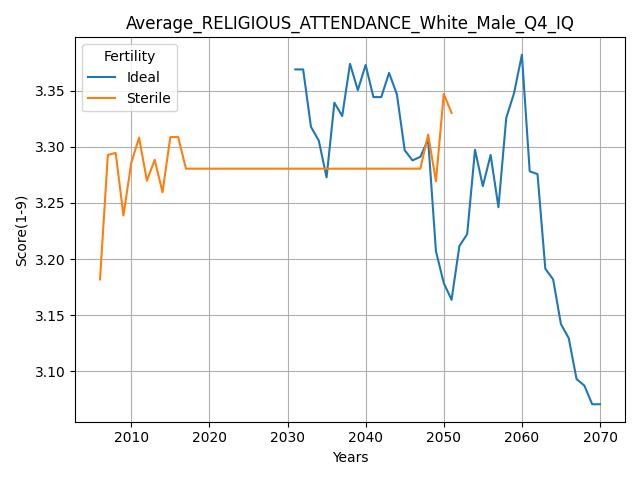 Average_RELIGIOUS_ATTENDANCE_White_Male_Q4_IQ
Fertility
Ideal
Sterile
Score(1-9)
3.35
3.30
3.25
3.20
3.15
3.10
2010 2020 2030 2040 2050 2060 2070
Years